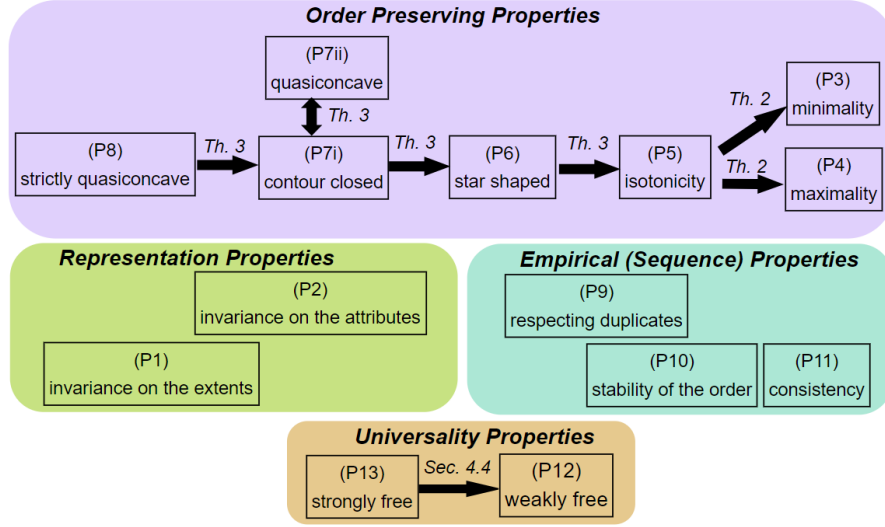 Order Preserving Properties
(P7ii)
quasiconcave
Th. 3
(P8)
strictly quasiconcave
Th. 3
(P7i)
contour closed
Th. 3
(P6)
star shaped
Th. 3
(P5)
isotonicity
Th. 2
(P3)
minimality
Th. 2
(P4)
maximality
Representation Properties
(P2)
invariance on the attributes
(P1)
invariance on the extents
Empirical (Sequence) Properties
(P9)
respecting duplicates
(P10)
stability of the order
(P11)
consistency
Universality Properties
(P13)
strongly free
Sec. 4.4
(P12)
weakly free